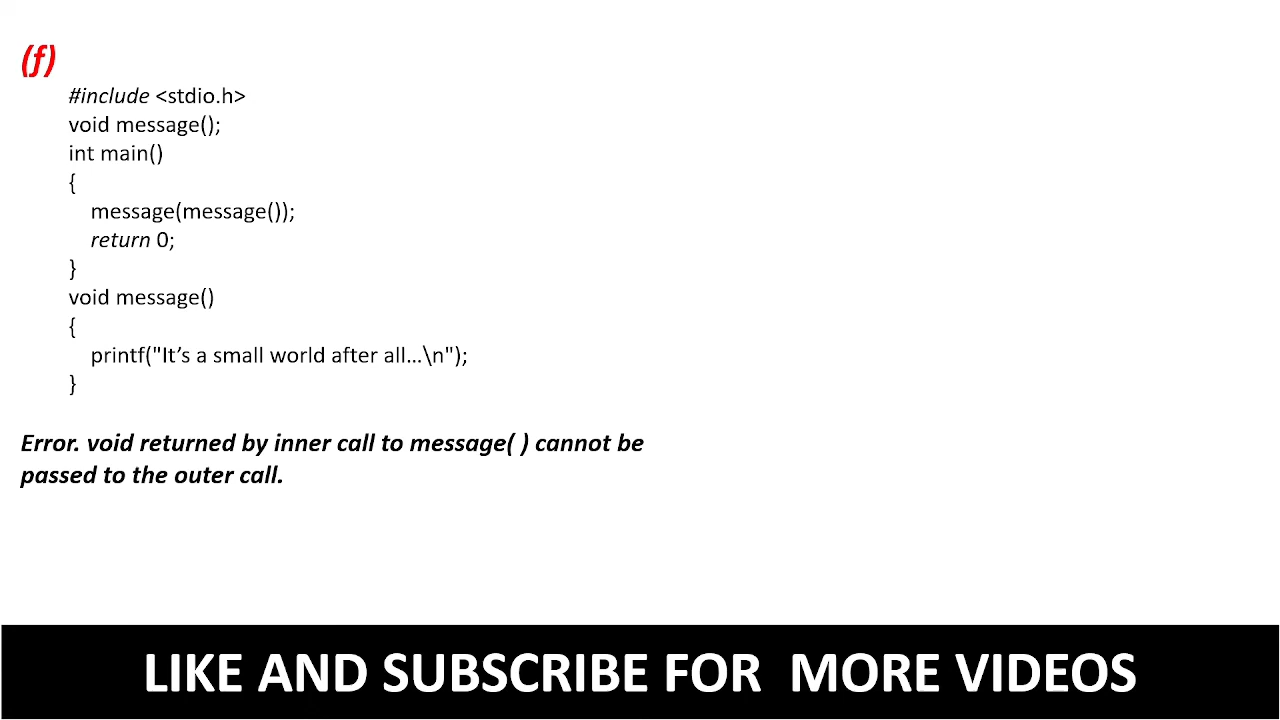 (f)
#include <stdio.h>
void message();
int main()
{
message(message());
return 0;
}
void message()
{
printf("It’s a small world after all…\n");
}
Error. void returned by inner call to message( ) cannot be
passed to the outer call.
LIKE AND SUBSCRIBE FOR  MORE VIDEOS